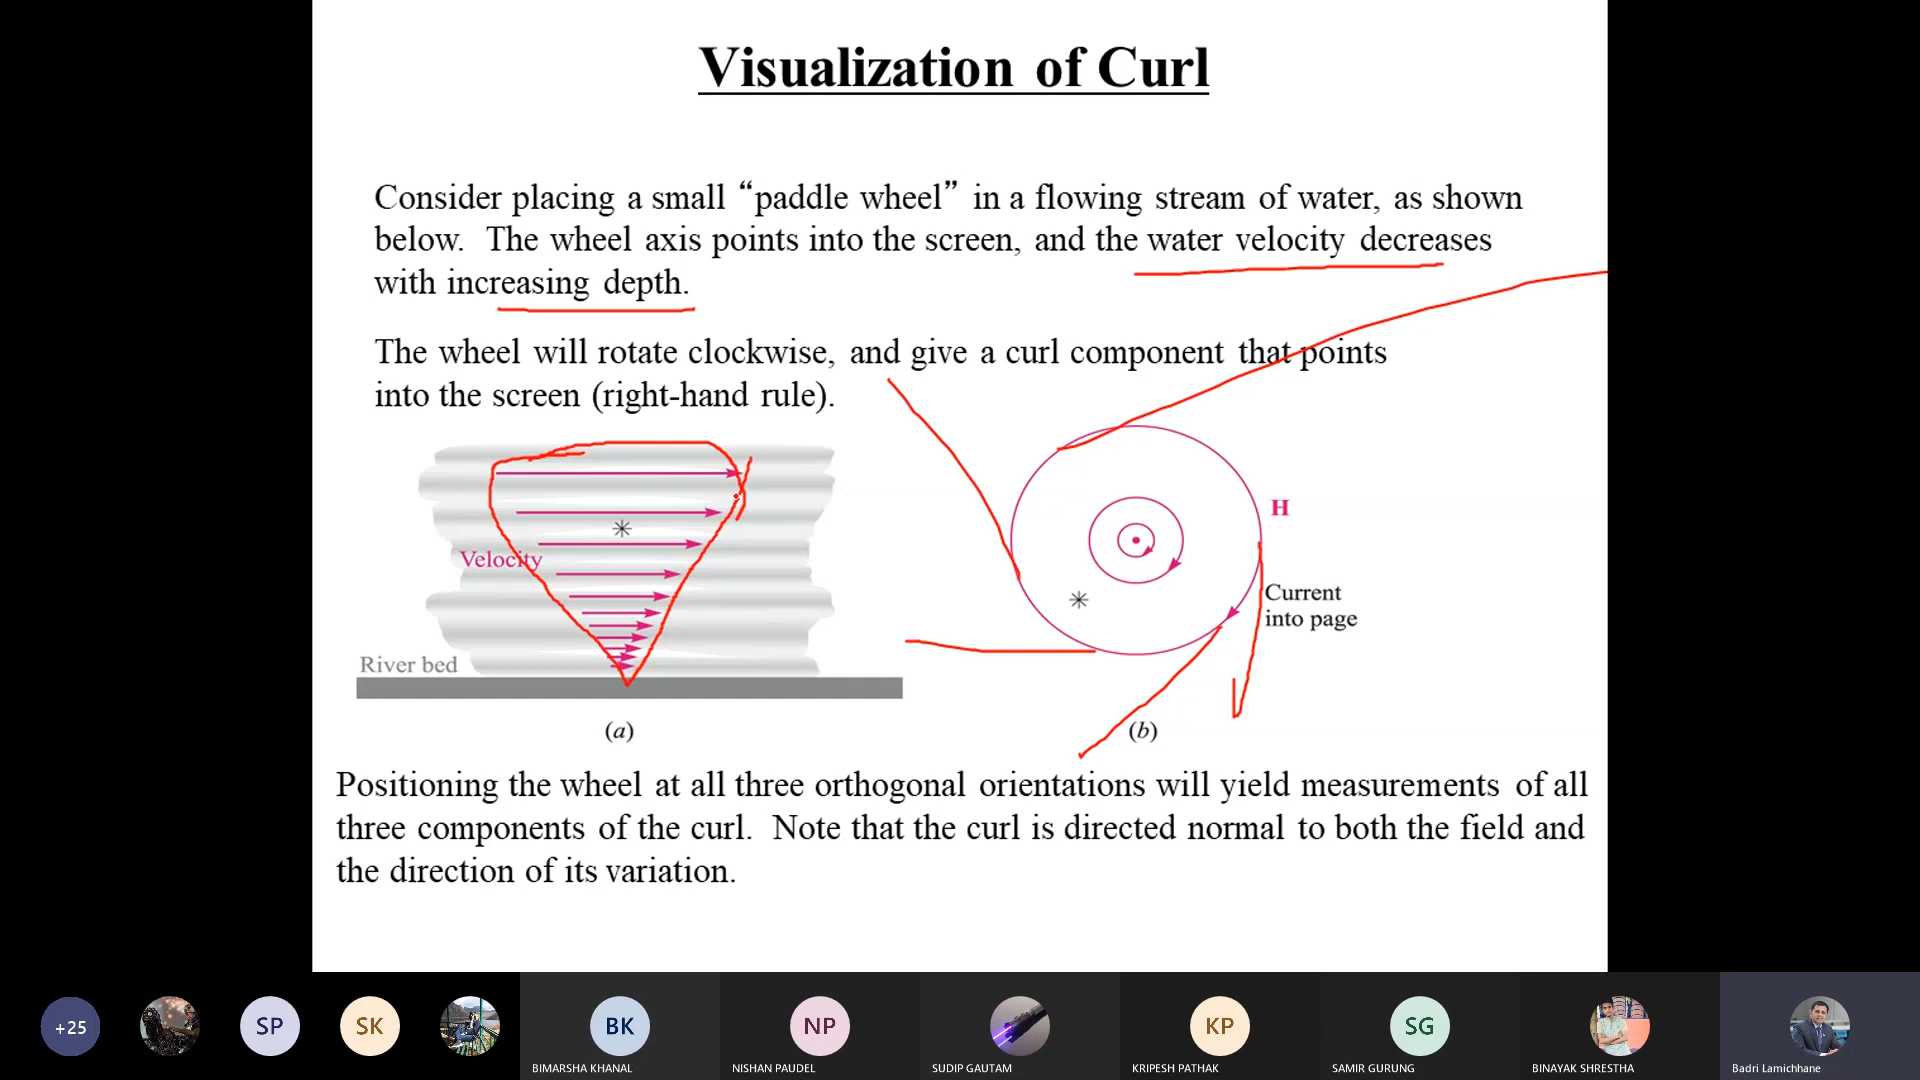 Visualization of Curl
Consider placing a small “paddle wheel” in a flowing stream of water, as shown
below. The wheel axis points into the screen, and the water velocity decreases
with increasing depth.
The wheel will rotate clockwise, and give a curl component that points
into the screen (right-hand rule).
Velocity
River bed
(a)
H
Current
into page
(b)
Positioning the wheel at all three orthogonal orientations will yield measurements of all
three components of the curl. Note that the curl is directed normal to both the field and
the direction of its variation.
+25
SP
SK
BK
NP
KP
SG
BIMARSHA KHANAL
NISHAN PAUDEL
SUDIP GAUTAM
KRIPESH PATHAK
SAMIR GURUNG
BINAYAK SHRESTHA
Badri Lamichhane